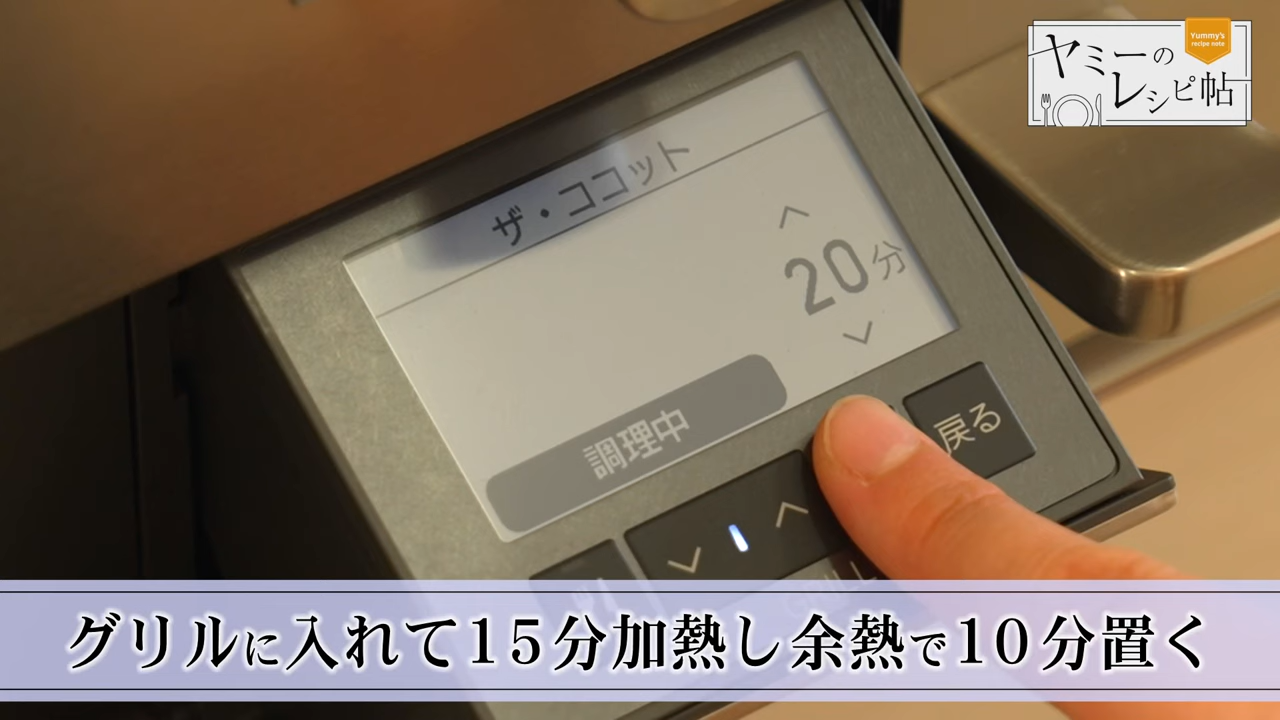 Yummy's
recipe note
ヤミーの
レシピ帖
ザ・ココット
20分
調理中
戻る
グリルに入れて15分加熱し余熱で10分置く